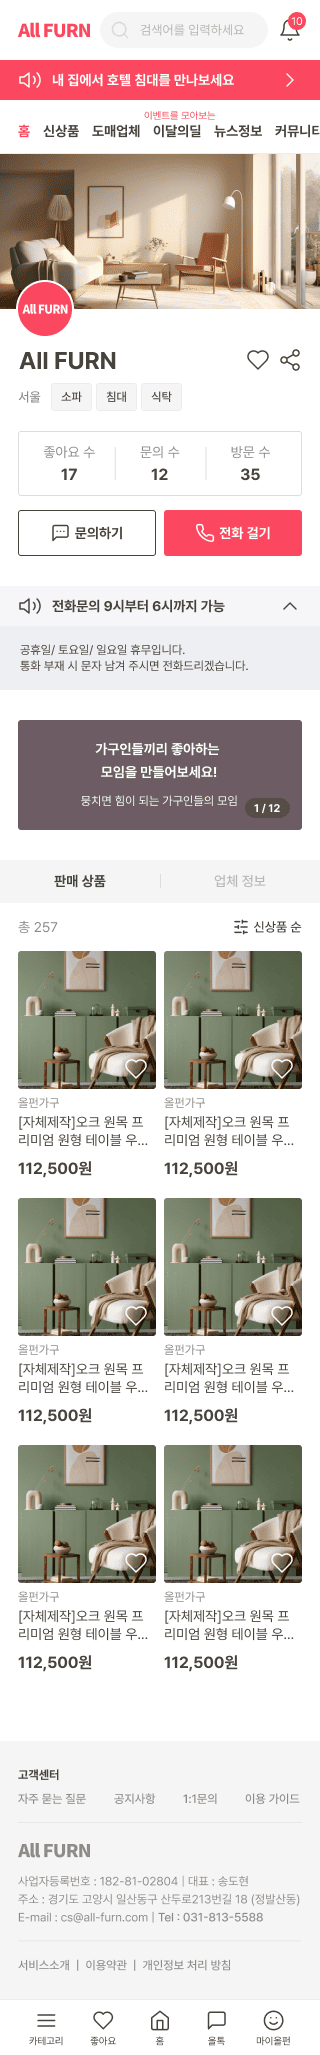 All FURN
검색어를 입력하세요
10
내 집에서 호텔 침대를 만나보세요
이벤트를 모아보는
홈 신상품 도매업체 이달의딜 뉴스정보 커뮤니티
All FURN
All FURN
서울 소파 침대 식탁
좋아요 수 문의 수 방문 수
17 12 35
문의하기 전화 걸기
전화문의 9시부터 6시까지 가능
공휴일/ 토요일/ 일요일 휴무입니다.
통화 부재 시 문자 남겨 주시면 전화드리겠습니다.
가구인들끼리 좋아하는
모임을 만들어보세요!
뭉치면 힘이 되는 가구인들의 모임
1 / 12
판매 상품 업체 정보
총 257 신상품 순
올펀가구 올펀가구
[자체제작]오크 원목 프 [자체제작]오크 원목 프
리미엄 원형 테이블 우... 리미엄 원형 테이블 우...
112,500원 112,500원
올펀가구 올펀가구
[자체제작]오크 원목 프 [자체제작]오크 원목 프
리미엄 원형 테이블 우... 리미엄 원형 테이블 우...
112,500원 112,500원
올펀가구 올펀가구
[자체제작]오크 원목 프 [자체제작]오크 원목 프
리미엄 원형 테이블 우... 리미엄 원형 테이블 우...
112,500원 112,500원
고객센터
자주 묻는 질문 공지사항 1:1문의 이용 가이드
All FURN
사업자등록번호 : 182-81-02804 | 대표 : 송도현
주소 : 경기도 고양시 일산동구 산두로213번길 18 (정발산동)
E-mail : cs@all-furn.com | Tel : 031-813-5588
서비스소개 | 이용약관 | 개인정보 처리 방침
카테고리 좋아요 홈 올톡 마이올펀